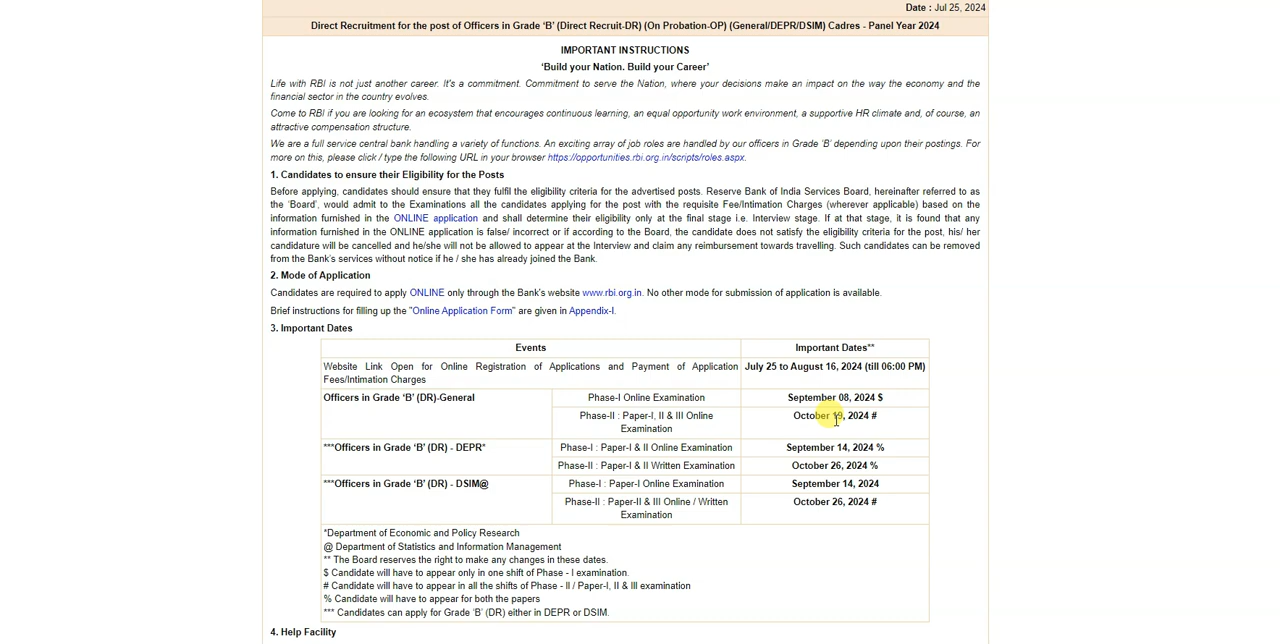 Date : Jul 25, 2024
Direct Recruitment for the post of Officers in Grade ‘B’ (Direct Recruit-DR) (On Probation-OP) (General/DEPR/DSIM) Cadres - Panel Year 2024
IMPORTANT INSTRUCTIONS
‘Build your Nation. Build your Career’
Life with RBI is not just another career. It's a commitment. Commitment to serve the Nation, where your decisions make an impact on the way the economy and the
financial sector in the country evolves.
Come to RBI if you are looking for an ecosystem that encourages continuous learning, an equal opportunity work environment, a supportive HR climate and, of course, an
attractive compensation structure.
We are a full service central bank handling a variety of functions. An exciting array of job roles are handled by our officers in Grade ‘B’ depending upon their postings. For
more on this, please click / type the following URL in your browser https://opportunities.rbi.org.in/scripts/roles.aspx.
1. Candidates to ensure their Eligibility for the Posts
Before applying, candidates should ensure that they fulfil the eligibility criteria for the advertised posts. Reserve Bank of India Services Board, hereinafter referred to as
the ‘Board’, would admit to the Examinations all the candidates applying for the post with the requisite Fee/Intimation Charges (wherever applicable) based on the
information furnished in the ONLINE application and shall determine their eligibility only at the final stage i.e. Interview stage. If at that stage, it is found that any
information furnished in the ONLINE application is false/ incorrect or if according to the Board, the candidate does not satisfy the eligibility criteria for the post, his/ her
candidature will be cancelled and he/she will not be allowed to appear at the Interview and claim any reimbursement towards travelling. Such candidates can be removed
from the Bank's services without notice if he / she has already joined the Bank.
2. Mode of Application
Candidates are required to apply ONLINE only through the Bank's website www.rbi.org.in. No other mode for submission of application is available.
Brief instructions for filling up the "Online Application Form" are given in Appendix-I.
3. Important Dates
Events Important Dates**
Website Link Open for Online Registration of Applications and Payment of Application July 25 to August 16, 2024 (till 06:00 PM)
Fees/Intimation Charges
Officers in Grade ‘B’ (DR)-General Phase-I Online Examination September 08, 2024 $
Phase-II : Paper-I, II & III Online October 19, 2024 #
Examination
***Officers in Grade ‘B’ (DR) - DEPR* Phase-I : Paper-I & II Online Examination September 14, 2024 %
Phase-II : Paper-I & II Written Examination October 26, 2024 %
***Officers in Grade ‘B’ (DR) - DSIM@ Phase-I : Paper-I Online Examination September 14, 2024
Phase-II : Paper-II & III Online / Written October 26, 2024 #
Examination
*Department of Economic and Policy Research
@ Department of Statistics and Information Management
** The Board reserves the right to make any changes in these dates.
$ Candidate will have to appear only in one shift of Phase - I examination.
# Candidate will have to appear in all the shifts of Phase - II / Paper-I, II & III examination
% Candidate will have to appear for both the papers
*** Candidates can apply for Grade ‘B’ (DR) either in DEPR or DSIM.
4. Help Facility